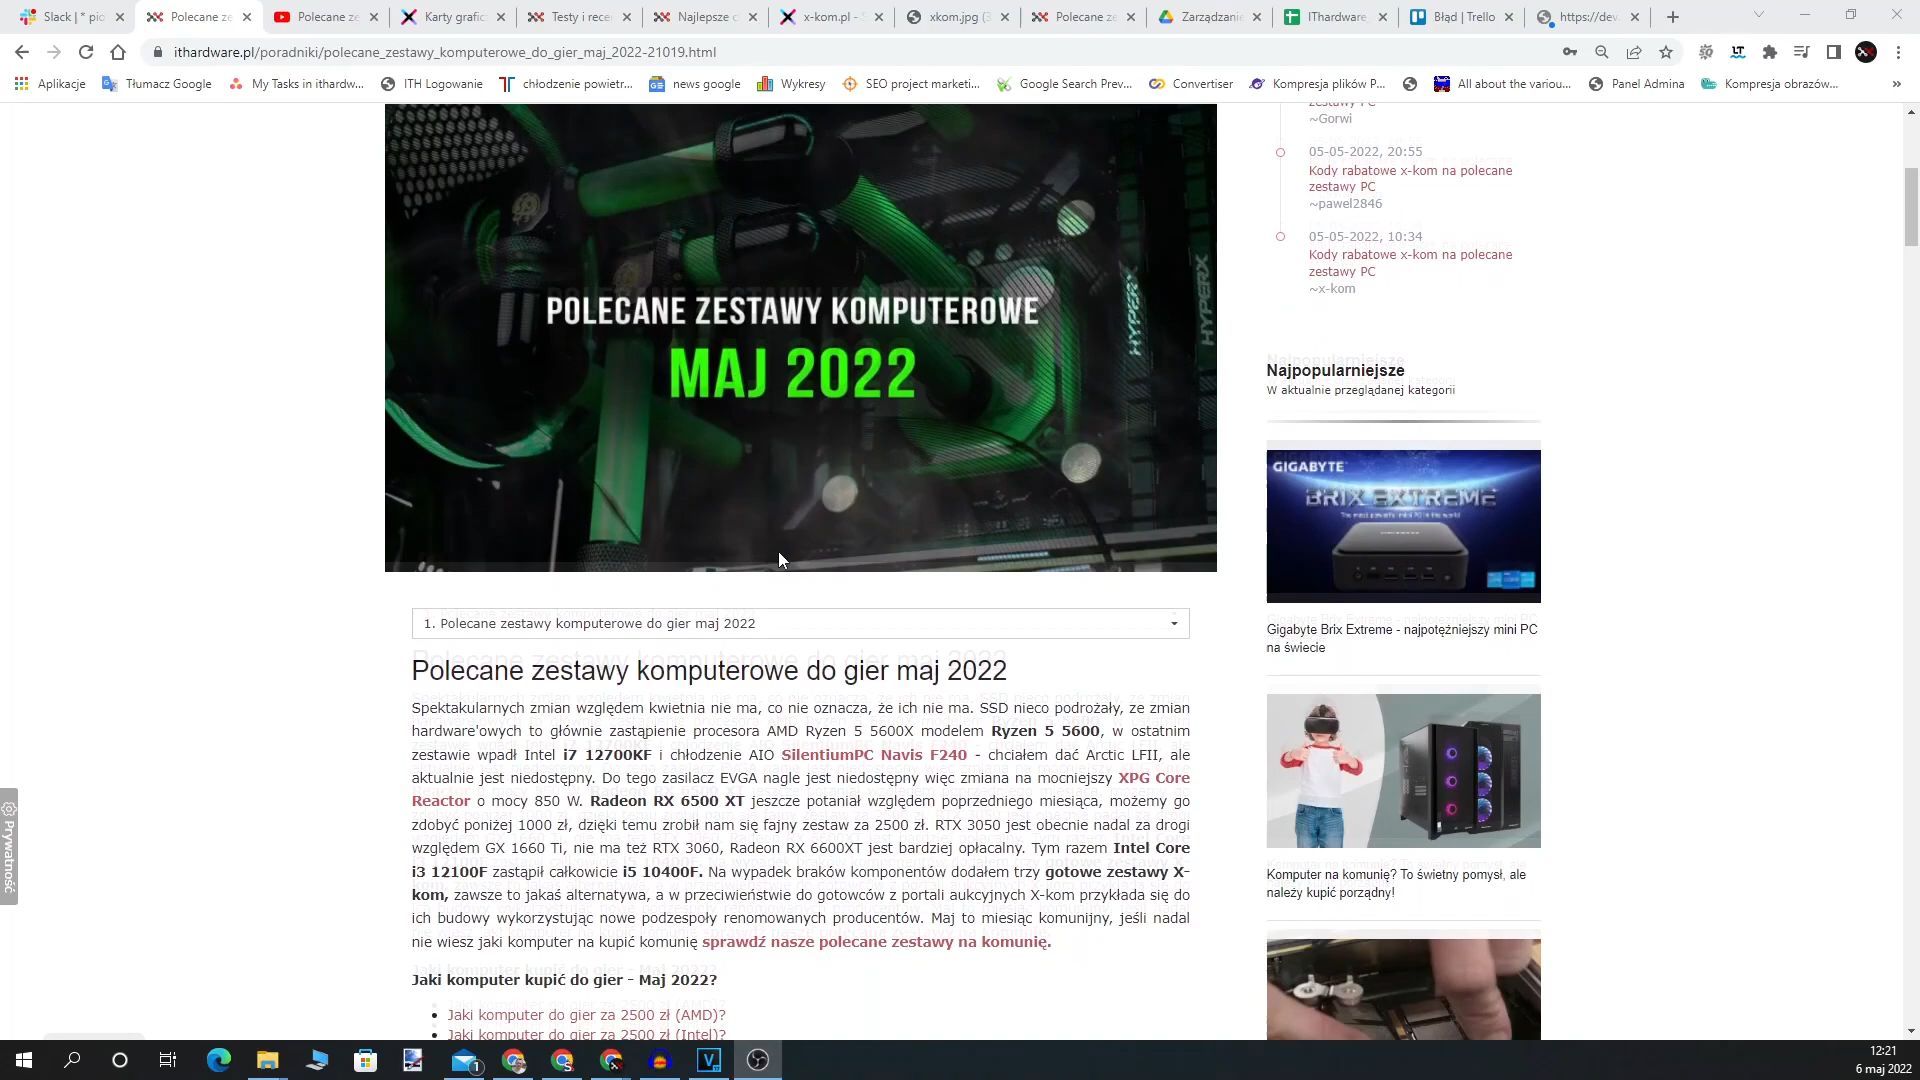 Slack | * pio
Polecane ze
Polecane ze
Karty grafic
Testy i rece
Najlepsze c
x-kom.pl - S
xkom.jpg (3
Polecane ze
Zarządzanie
IThardware
Błąd | Trello
https://dev
ithardware.pl/poradniki/polecane_zestawy_komputerowe_do_gier_maj_2022-21019.html
Aplikacje
Tłumacz Google
My Tasks in ithardw...
ITH Logowanie
chłodzenie powietr...
news google
Wykresy
SEO project marketi...
Google Search Prev...
Convertiser
Kompresja plików P...
All about the variou...
Panel Admina
Kompresja obrazów...
»
zestawy PC
~Gorwi
05-05-2022, 20:55
Kody rabatowe x-kom na polecane
zestawy PC
~pawel2846
05-05-2022, 10:34
Kody rabatowe x-kom na polecane
zestawy PC
~x-kom
HYPERX
HYPERX
POLECANE ZESTAWY KOMPUTEROWE
MAJ 2022
Najpopularniejsze
W aktualnie przeglądanej kategorii
GIGABYTE
BRIX EXTREME
The most powerful mini PC in the world
Gigabyte Brix Extreme - najpotężniejszy mini PC
na świecie
Komputer na komunię? To świetny pomysł, ale
należy kupić porządny!
1. Polecane zestawy komputerowe do gier maj 2022
Polecane zestawy komputerowe do gier maj 2022
Spektakularnych zmian względem kwietnia nie ma, co nie oznacza, że ich nie ma. SSD nieco podrożały, ze zmian
hardware'owych to głównie zastąpienie procesora AMD Ryzen 5 5600X modelem Ryzen 5 5600, w ostatnim
zestawie wpadł Intel i7 12700KF i chłodzenie AIO SilentiumPC Navis F240 - chciałem dać Arctic LFII, ale
aktualnie jest niedostępny. Do tego zasilacz EVGA nagle jest niedostępny więc zmiana na mocniejszy XPG Core
Reactor o mocy 850 W. Radeon RX 6500 XT jeszcze potaniał względem poprzedniego miesiąca, możemy go
zdobyć poniżej 1000 zł, dzięki temu zrobił nam się fajny zestaw za 2500 zł. RTX 3050 jest obecnie nadal za drogi
względem GX 1660 Ti, nie ma też RTX 3060, Radeon RX 6600XT jest bardziej opłacalny. Tym razem Intel Core
i3 12100F zastąpił całkowicie i5 10400F. Na wypadek braków komponentów dodałem trzy gotowe zestawy X-
kom, zawsze to jakaś alternatywa, a w przeciwieństwie do gotowców z portali aukcyjnych X-kom przykłada się do
ich budowy wykorzystując nowe podzespoły renomowanych producentów. Maj to miesiąc komunijny, jeśli nadal
nie wiesz jaki komputer na kupić komunię sprawdź nasze polecane zestawy na komunię.
Jaki komputer kupić do gier - Maj 2022?
Jaki komputer do gier za 2500 zł (AMD)?
Jaki komputer do gier za 2500 zł (Intel)?
Prywatność
1
12:21
6 maj 2022